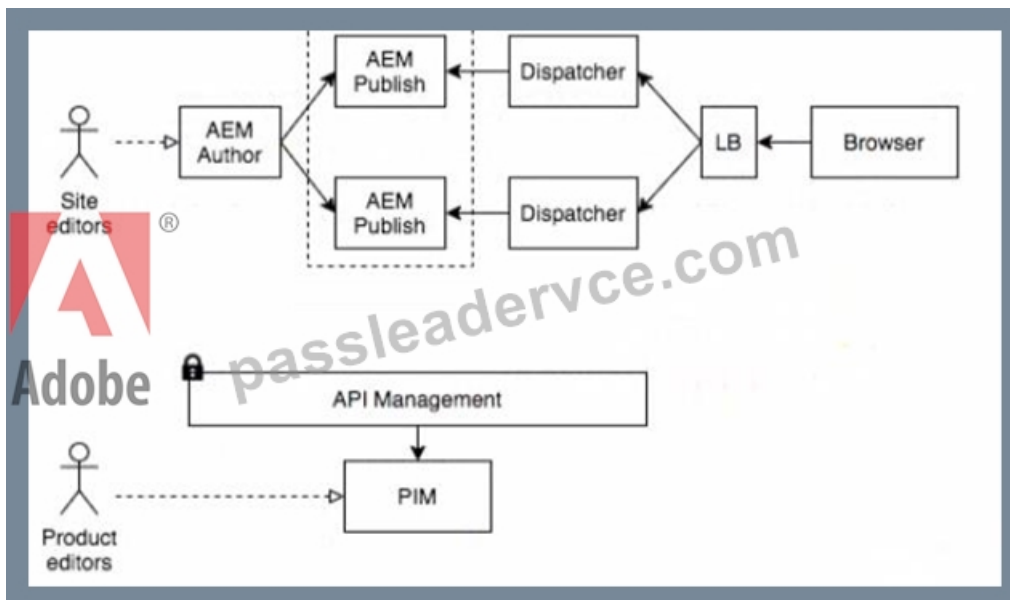 AEM
Publish
Dispatcher
AEM
Author
LB
Browser
Site
editors
AEM
Publish
Dispatcher
®
passleadervce.com
Adobe
API Management
PIM
Product
editors